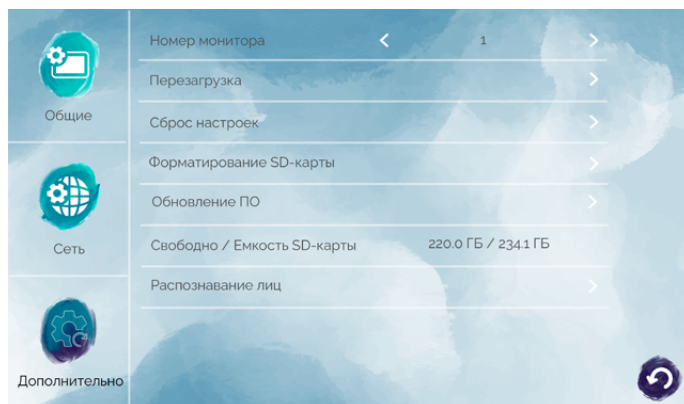 Номер монитора 1
Перезагрузка
Общие
Сброс настроек
Форматирование SD-карты
Обновление ПО
Сеть
Свободно / Емкость SD-карты 220.0 ГБ / 234.1 ГБ
Распознавание лиц
Дополнительно